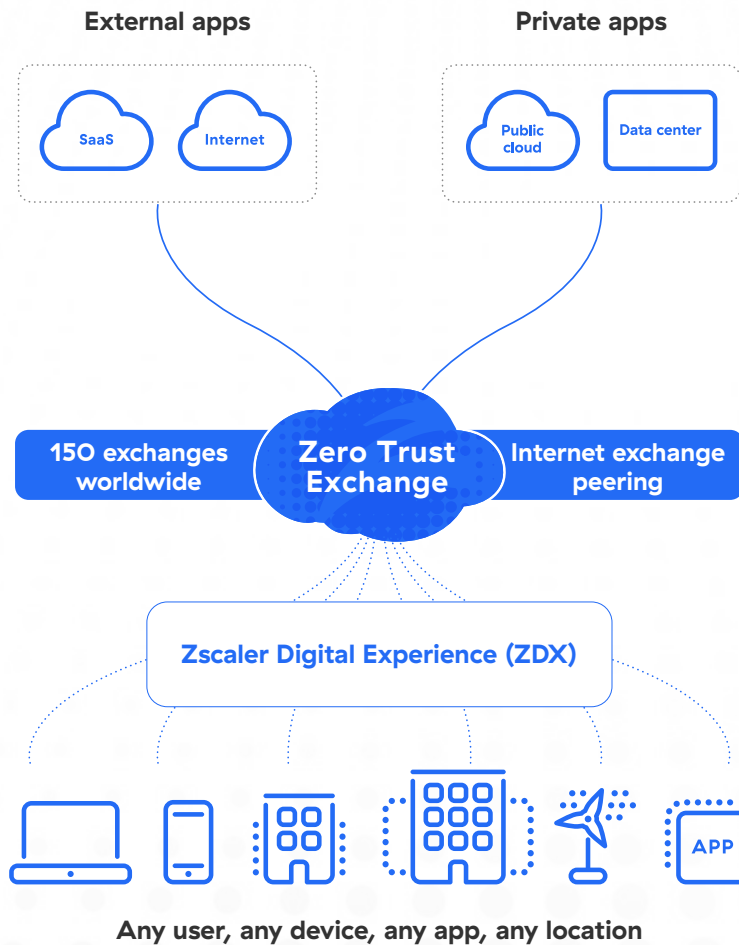 External apps
Private apps
SaaS
Internet
Public
cloud
Data center
150 exchanges
worldwide
Zero Trust
Exchange
Internet exchange
peering
Zscaler Digital Experience (ZDX)
APP
Any user, any device, any app, any location